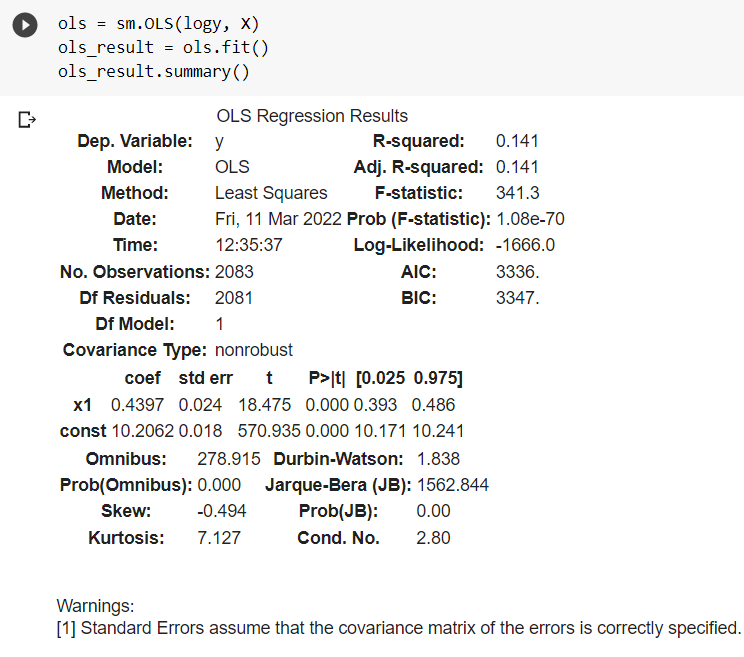 ols = sm.OLS(logy, X)
ols_result = ols.fit()
ols_result.summary()
OLS Regression Results
Dep. Variable: y R-squared: 0.141
Model: OLS Adj. R-squared: 0.141
Method: Least Squares F-statistic: 341.3
Date: Fri, 11 Mar 2022 Prob (F-statistic): 1.08e-70
Time: 12:35:37 Log-Likelihood: -1666.0
No. Observations: 2083 AIC: 3336.
Df Residuals: 2081 BIC: 3347.
Df Model: 1
Covariance Type: nonrobust
coef std err t P>|t| [0.025 0.975]
x1 0.4397 0.024 18.475 0.000 0.393 0.486
const 10.2062 0.018 570.935 0.000 10.171 10.241
Omnibus: 278.915 Durbin-Watson: 1.838
Prob(Omnibus): 0.000 Jarque-Bera (JB): 1562.844
Skew: -0.494 Prob(JB): 0.00
Kurtosis: 7.127 Cond. No. 2.80
Warnings:
[1] Standard Errors assume that the covariance matrix of the errors is correctly specified.